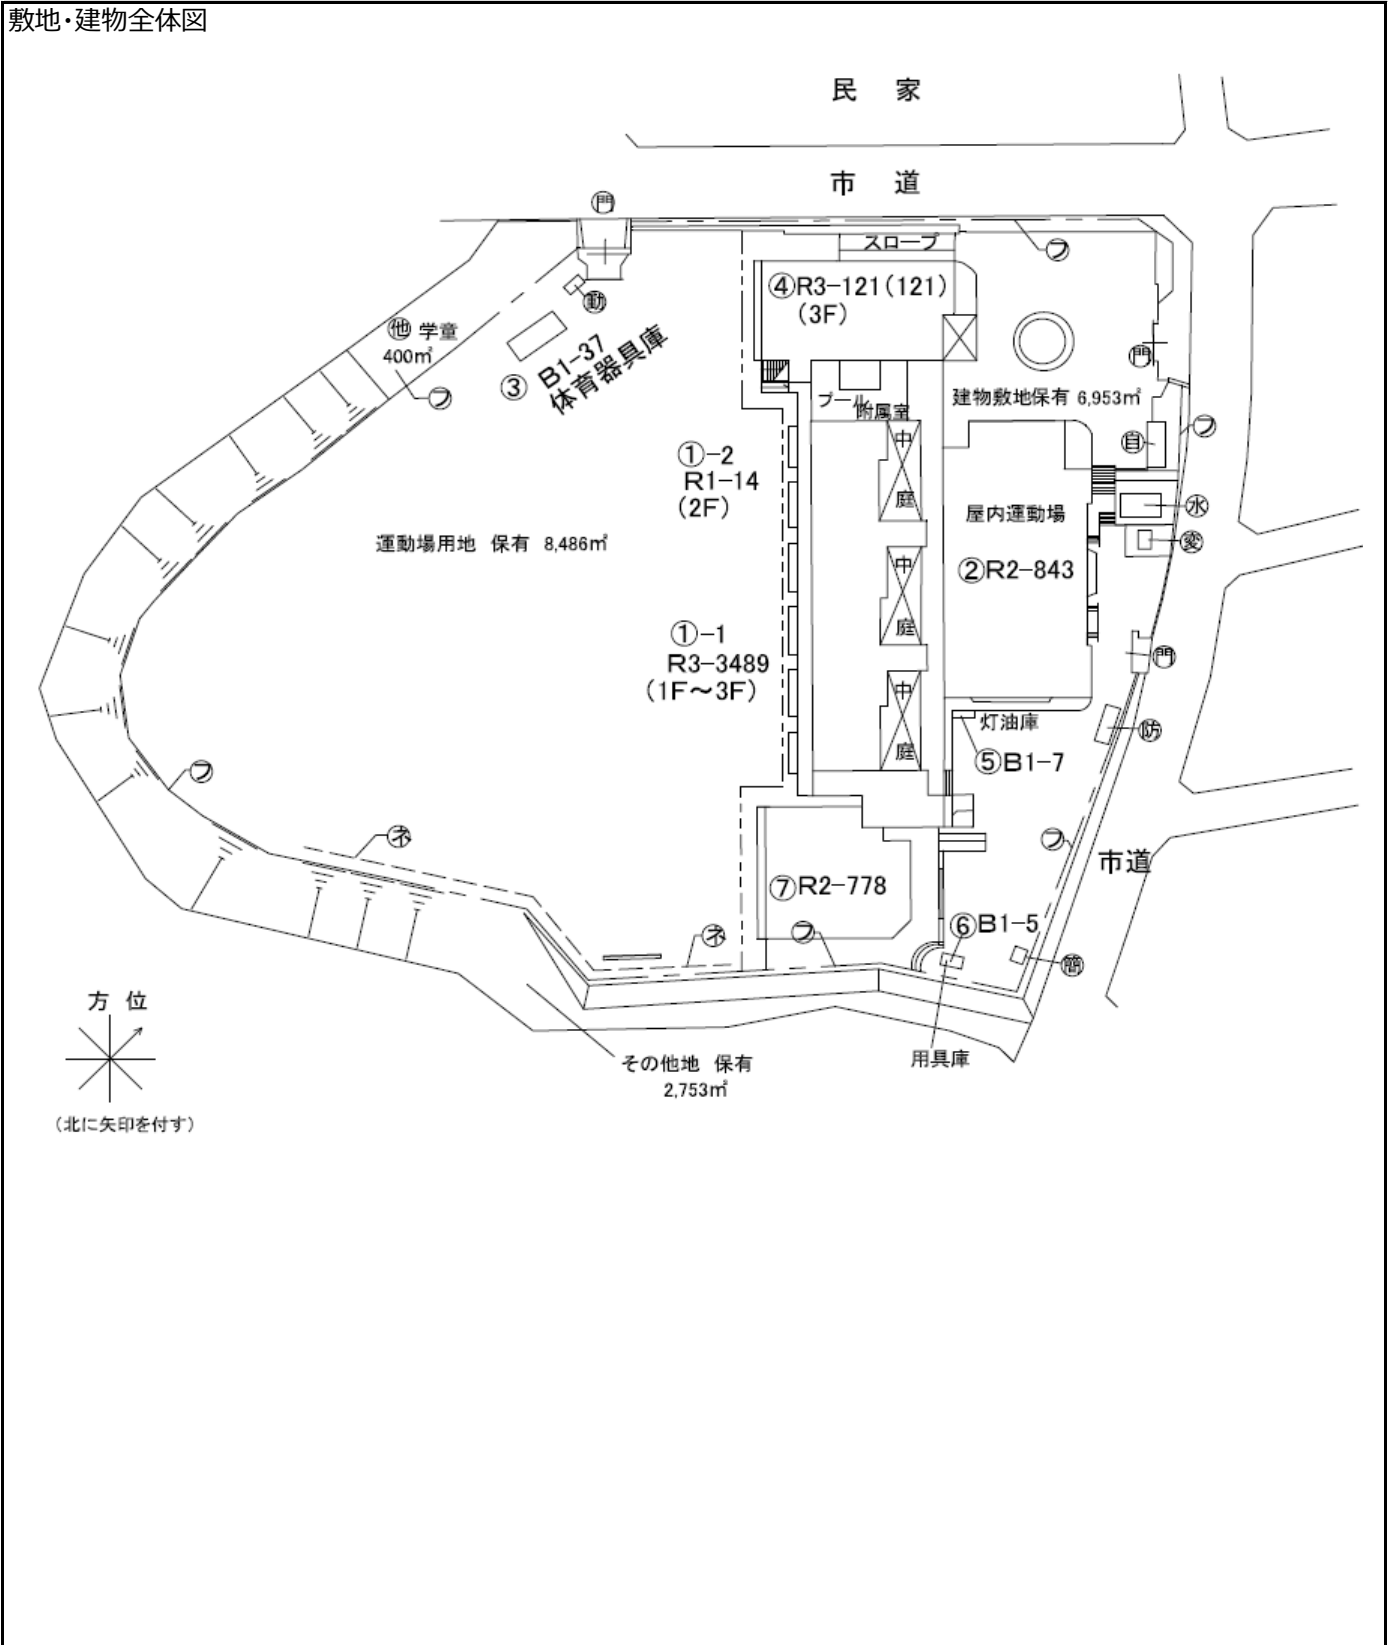 敷地･建物全体図
民　家
市　道
門
スロープ
フ
④R3-121(121)
(3F)
動
他 学童
400㎡
フ
③ B1-37
体育器具庫
門
プール
附属室
建物敷地保有 6,953㎡
フ
自
①-2
R1-14
(2F)
中
庭
水
屋内運動場
変
運動場用地　保有　8,486㎡
②R2-843
中
庭
①-1
R3-3489
(1F～3F)
門
中
庭
灯油庫
防
⑤B1-7
フ
ネ
フ
市道
⑦R2-778
⑥B1-5
ネ
フ
簡
方　位
用具庫
その他地　保有
2,753㎡
(北に矢印を付す)